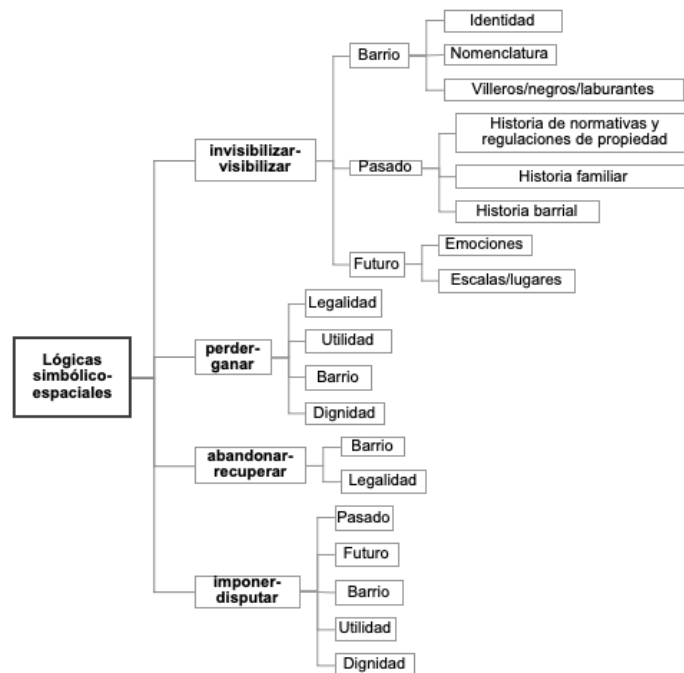 Identidad
Barrio
Nomenclatura
Villeros/negros/laburantes
invisibilizar-
visibilizar
Historia de normativas y
regulaciones de propiedad
Pasado
Historia familiar
Historia barrial
Emociones
Futuro
Escalas/lugares
Legalidad
Lógicas
simbólico-
espaciales
perder-
ganar
Utilidad
Barrio
Dignidad
abandonar-
recuperar
Barrio
Legalidad
Pasado
Futuro
imponer-
disputar
Barrio
Utilidad
Dignidad